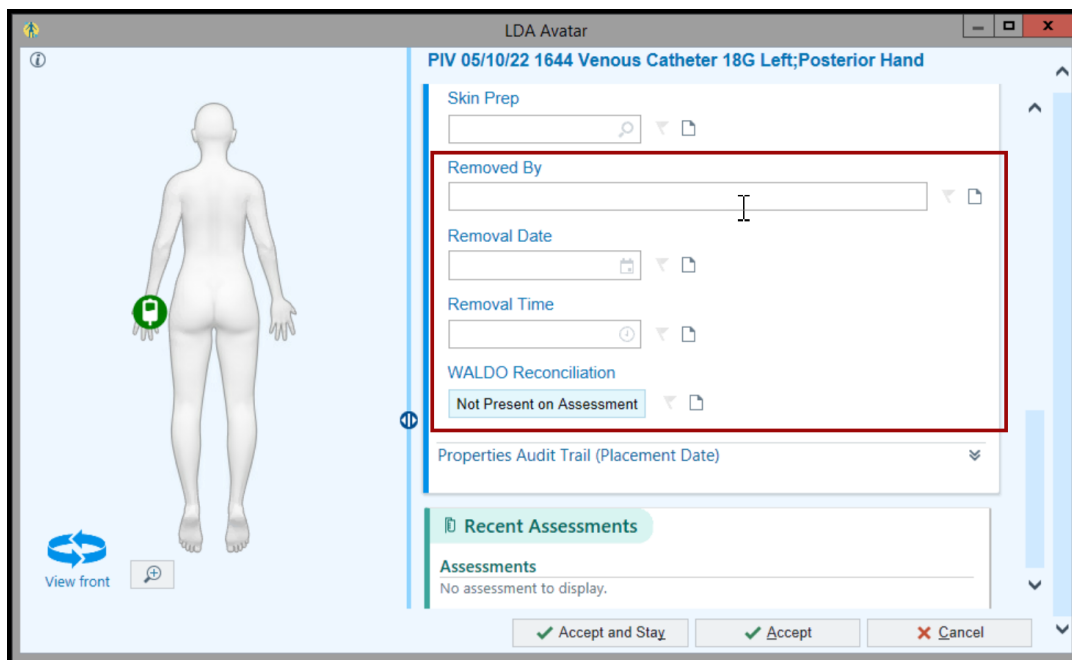 LDA Avatar
PIV 05/10/22 1644 Venous Catheter 18G Left;Posterior Hand
Skin Prep
Removed By
Removal Date
Removal Time
WALDO Reconciliation
Not Present on Assessment
Properties Audit Trail (Placement Date)
Recent Assessments
Assessments
No assessment to display.
View front
Accept and Stay
Accept
Cancel